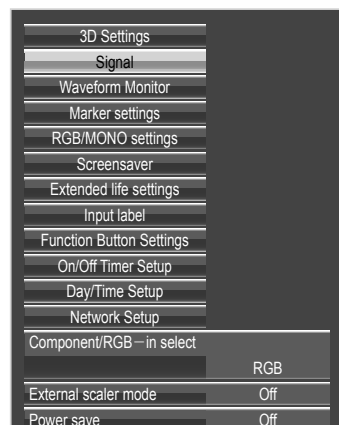 3D Settings
Signal
Waveform Monitor
Marker settings
RGB/MONO settings
Screensaver
Extended life settings
Input label
Function Button Settings
On/Off Timer Setup
Day/Time Setup
Network Setup
Component/RGB－in select
RGB
External scaler mode Off
Power save Off